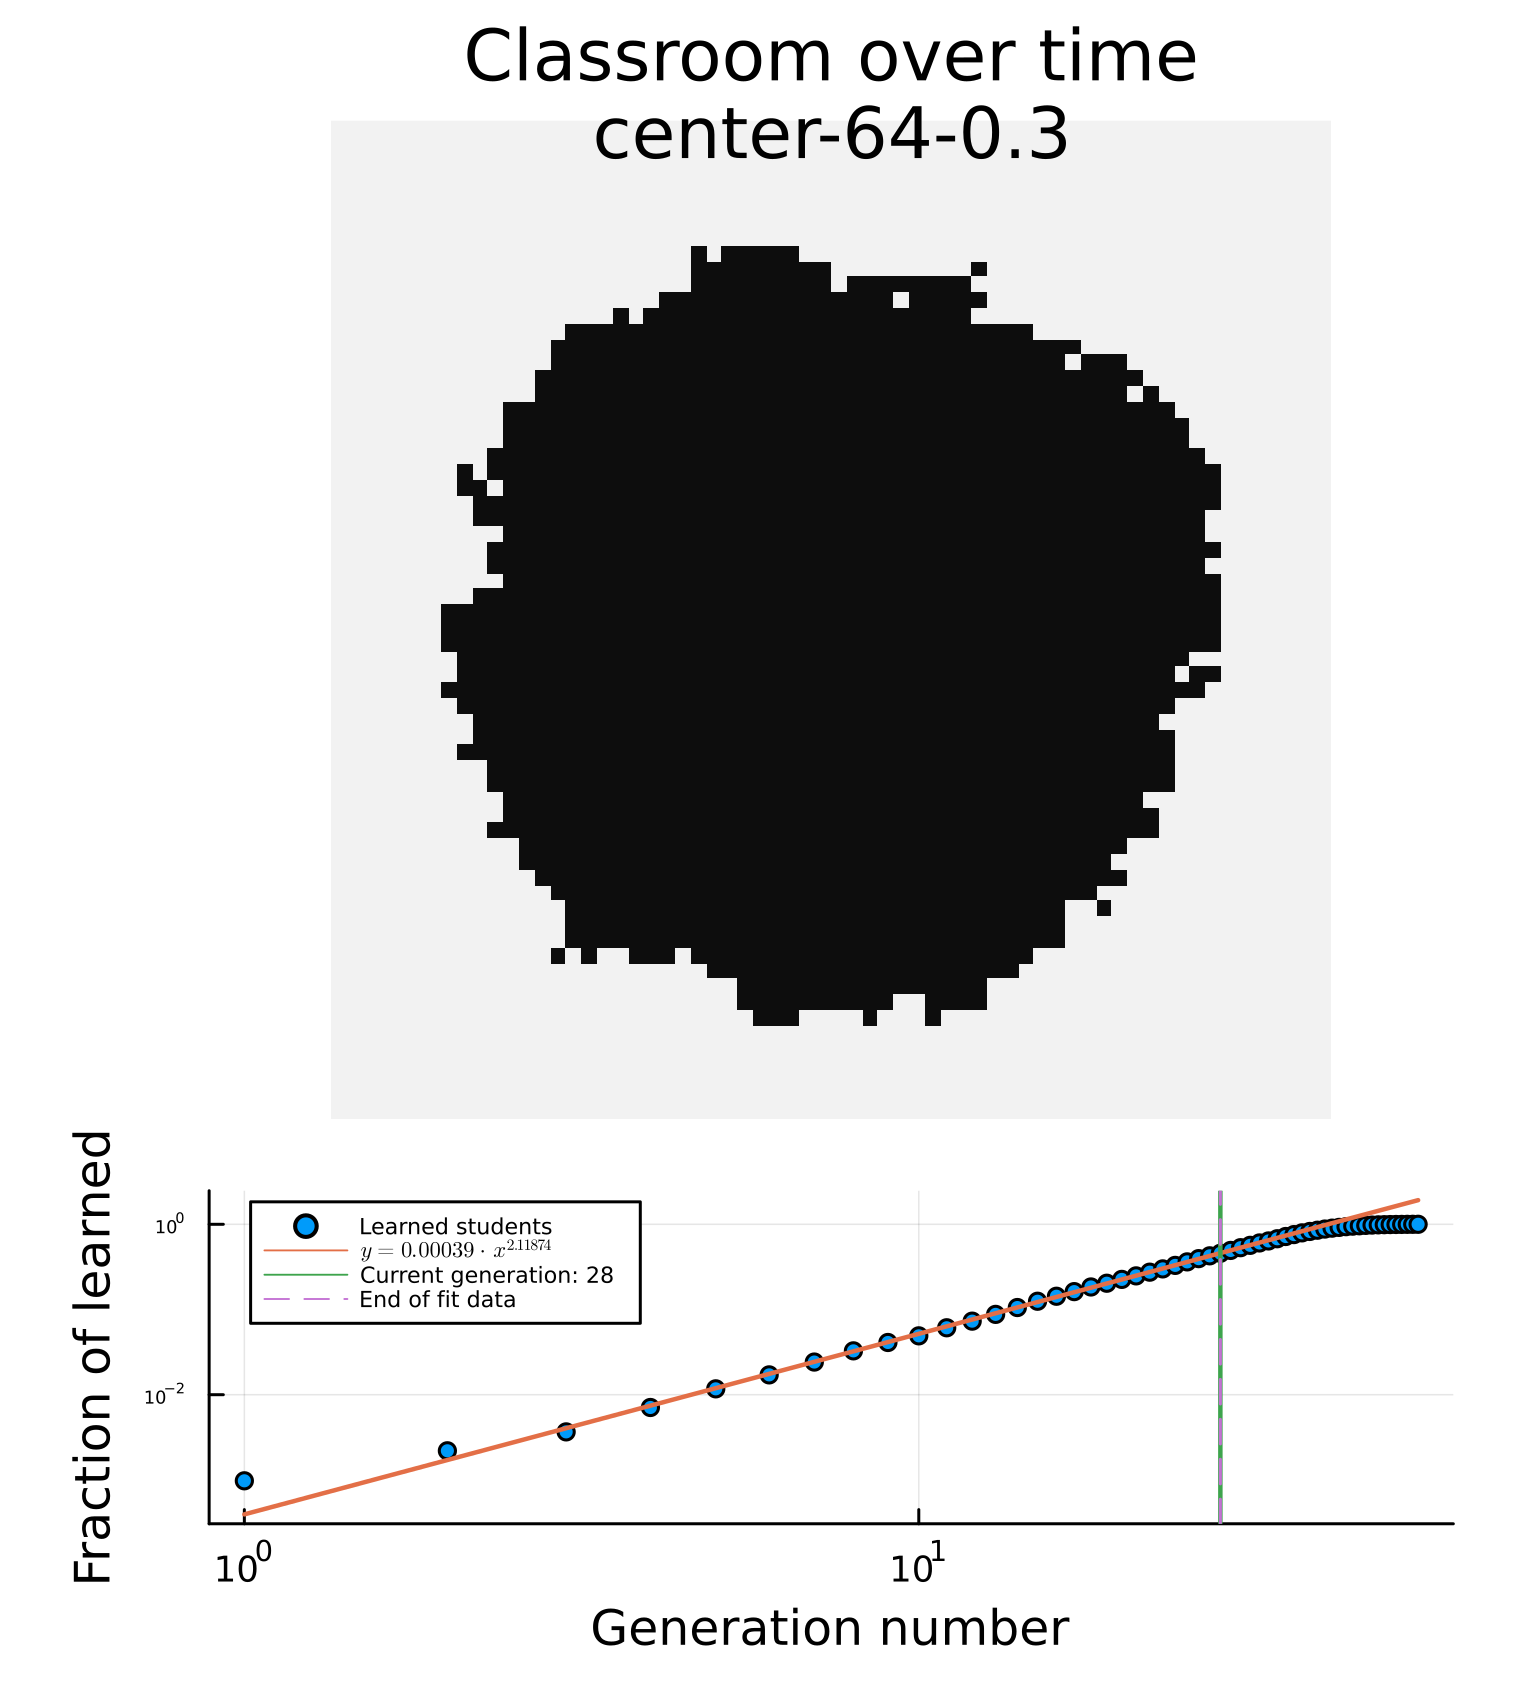 Classroom over time
center-64-0.3
Fraction of learned
10⁰
10⁻²
Learned students
y = 0.00039 · x^2.11874
Current generation: 28
End of fit data
10⁰
10¹
Generation number